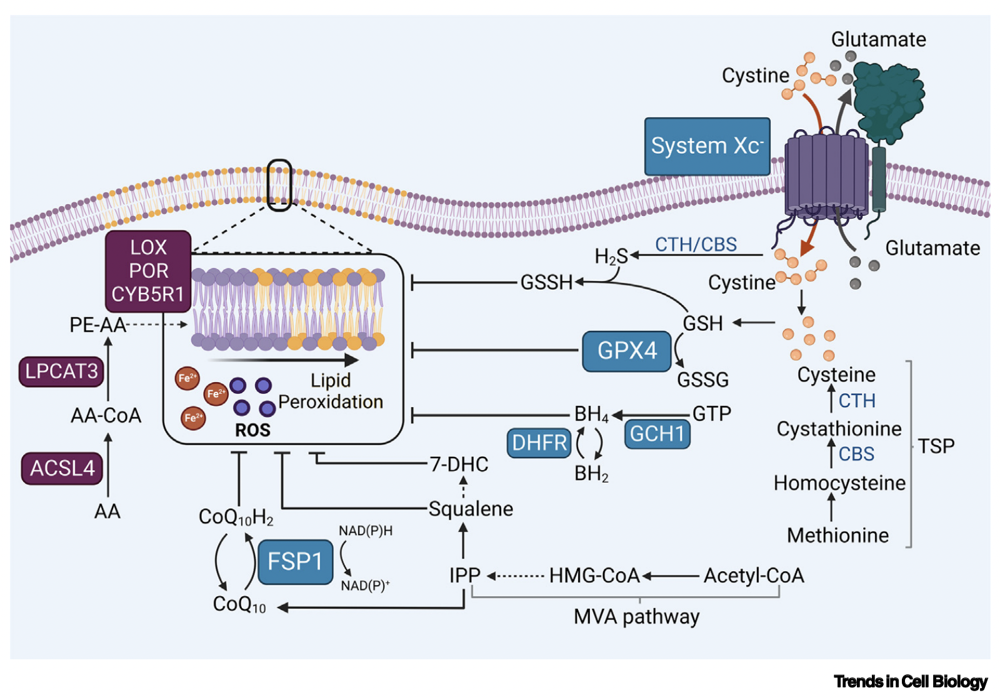 Glutamate
Cystine
System Xc⁻
LOX
POR
CYB5R1
CTH/CBS
H₂S
Glutamate
GSSH
Cystine
PE-AA
GSH
GPX4
LPCAT3
Fe²⁺
Fe²⁺
Fe²⁺
Lipid
Peroxidation
ROS
GSSG
Cysteine
CTH
AA-CoA
BH₄
GTP
GCH1
DHFR
BH₂
Cystathionine
CBS
TSP
ACSL4
7-DHC
Homocysteine
AA
Squalene
CoQ₁₀H₂
NAD(P)H
Methionine
FSP1
NAD(P)⁺
IPP
HMG-CoA
Acetyl-CoA
CoQ₁₀
MVA pathway
Trends in Cell Biology